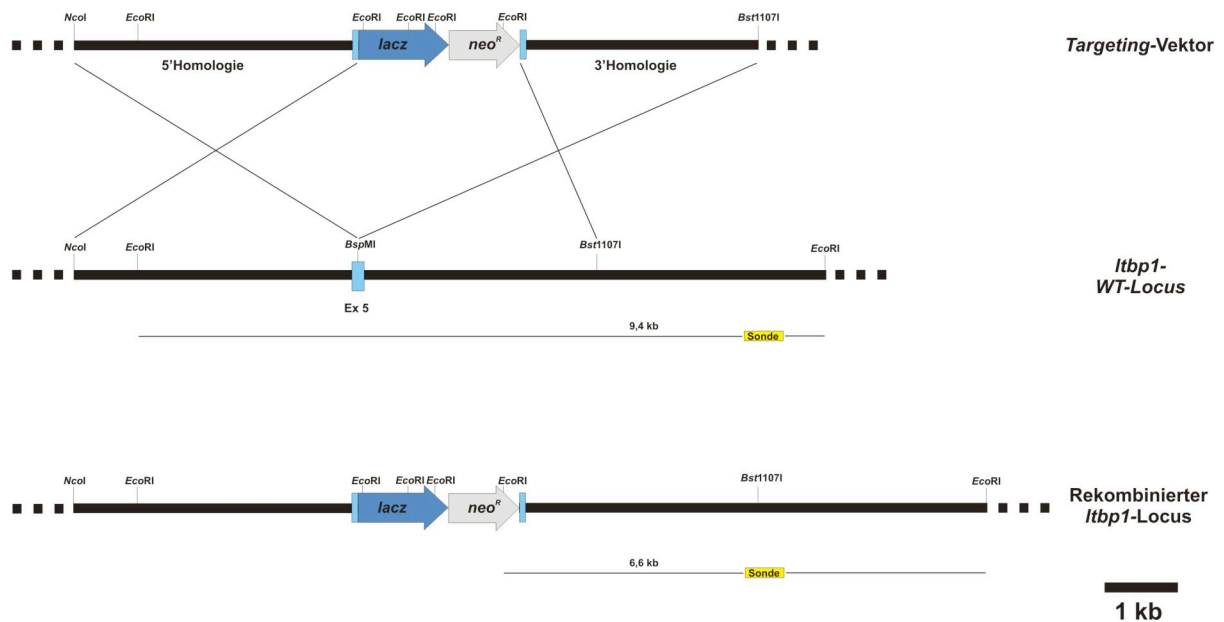 NcoI EcoRI EcoRI EcoRI EcoRI EcoRI Bst1107I
lacz neoR
5'Homologie 3'Homologie
Targeting-Vektor
NcoI EcoRI BspMI Bst1107I EcoRI
Ex 5
ltbp1-
WT-Locus
9,4 kb
Sonde
NcoI EcoRI EcoRI EcoRI EcoRI EcoRI Bst1107I EcoRI
lacz neoR
Rekombinierter
ltbp1-Locus
6,6 kb
Sonde
1 kb